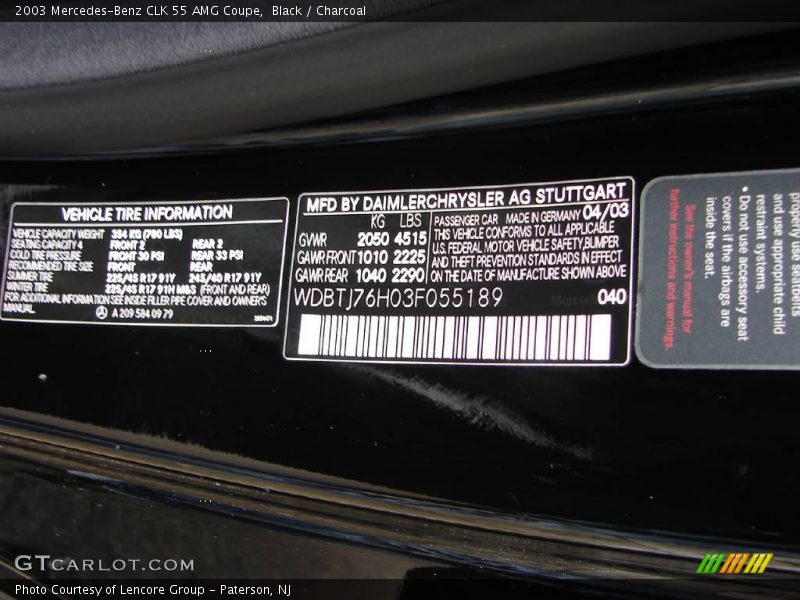 2003 Mercedes-Benz CLK 55 AMG Coupe, Black / Charcoal
VEHICLE TIRE INFORMATION
VEHICLE CAPACITY WEIGHT 384 KG (700 LBS)
SEATING CAPACITY 4 FRONT 2 REAR 2
COLD TIRE PRESSURE FRONT 30 PSI REAR 33 PSI
RECOMMENDED TIRE SIZE FRONT REAR
SUMMER TIRE 225/45 R17 91Y 245/40 R17 91Y
WINTER TIRE 225/45 R17 91H M&S (FRONT AND REAR)
FOR ADDITIONAL INFORMATION SEE INSIDE FILLER PIPE COVER AND OWNERS
MANUAL
A 209 584 09 79
MFD BY DAIMLERCHRYSLER AG STUTTGART
KG LBS
GVWR 2050 4515
GAWR FRONT 1010 2225
GAWR REAR 1040 2290
PASSENGER CAR MADE IN GERMANY 04/03
THIS VEHICLE CONFORMS TO ALL APPLICABLE
U.S. FEDERAL MOTOR VEHICLE SAFETY, BUMPER
AND THEFT PREVENTION STANDARDS IN EFFECT
ON THE DATE OF MANUFACTURE SHOWN ABOVE
WDBTJ76H03F055189
040
properly use seatbelts
and use appropriate child
restraint systems.
• Do not use accessory seat
covers if the airbags are
inside the seat.
See the owner's manual for
further instructions and warnings.
GTCARLOT.COM
Photo Courtesy of Lencore Group - Paterson, NJ